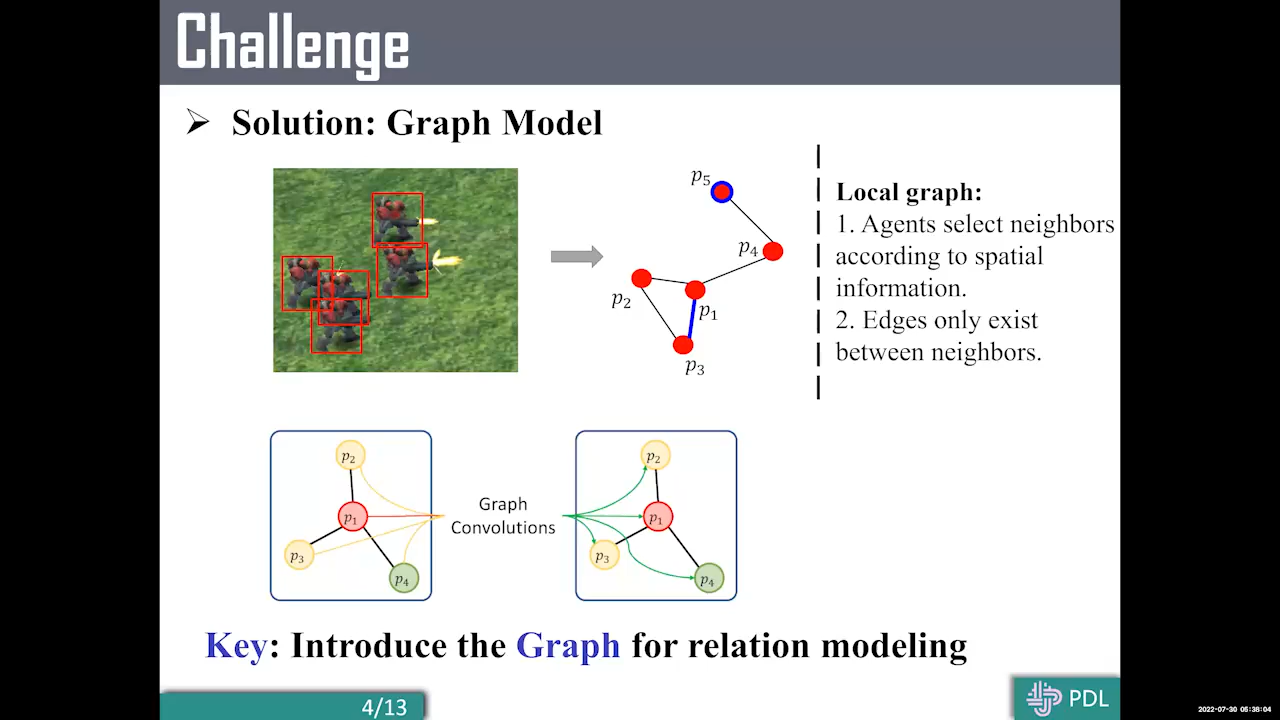 Challenge
➤ Solution: Graph Model
p5
p4
p2
p1
p3
Local graph:
1. Agents select neighbors
according to spatial
information.
2. Edges only exist
between neighbors.
p2
p1
p3
p4
Graph
Convolutions
p2
p1
p3
p4
Key: Introduce the Graph for relation modeling
4/13
PDL
2022-07-30 05:38:04